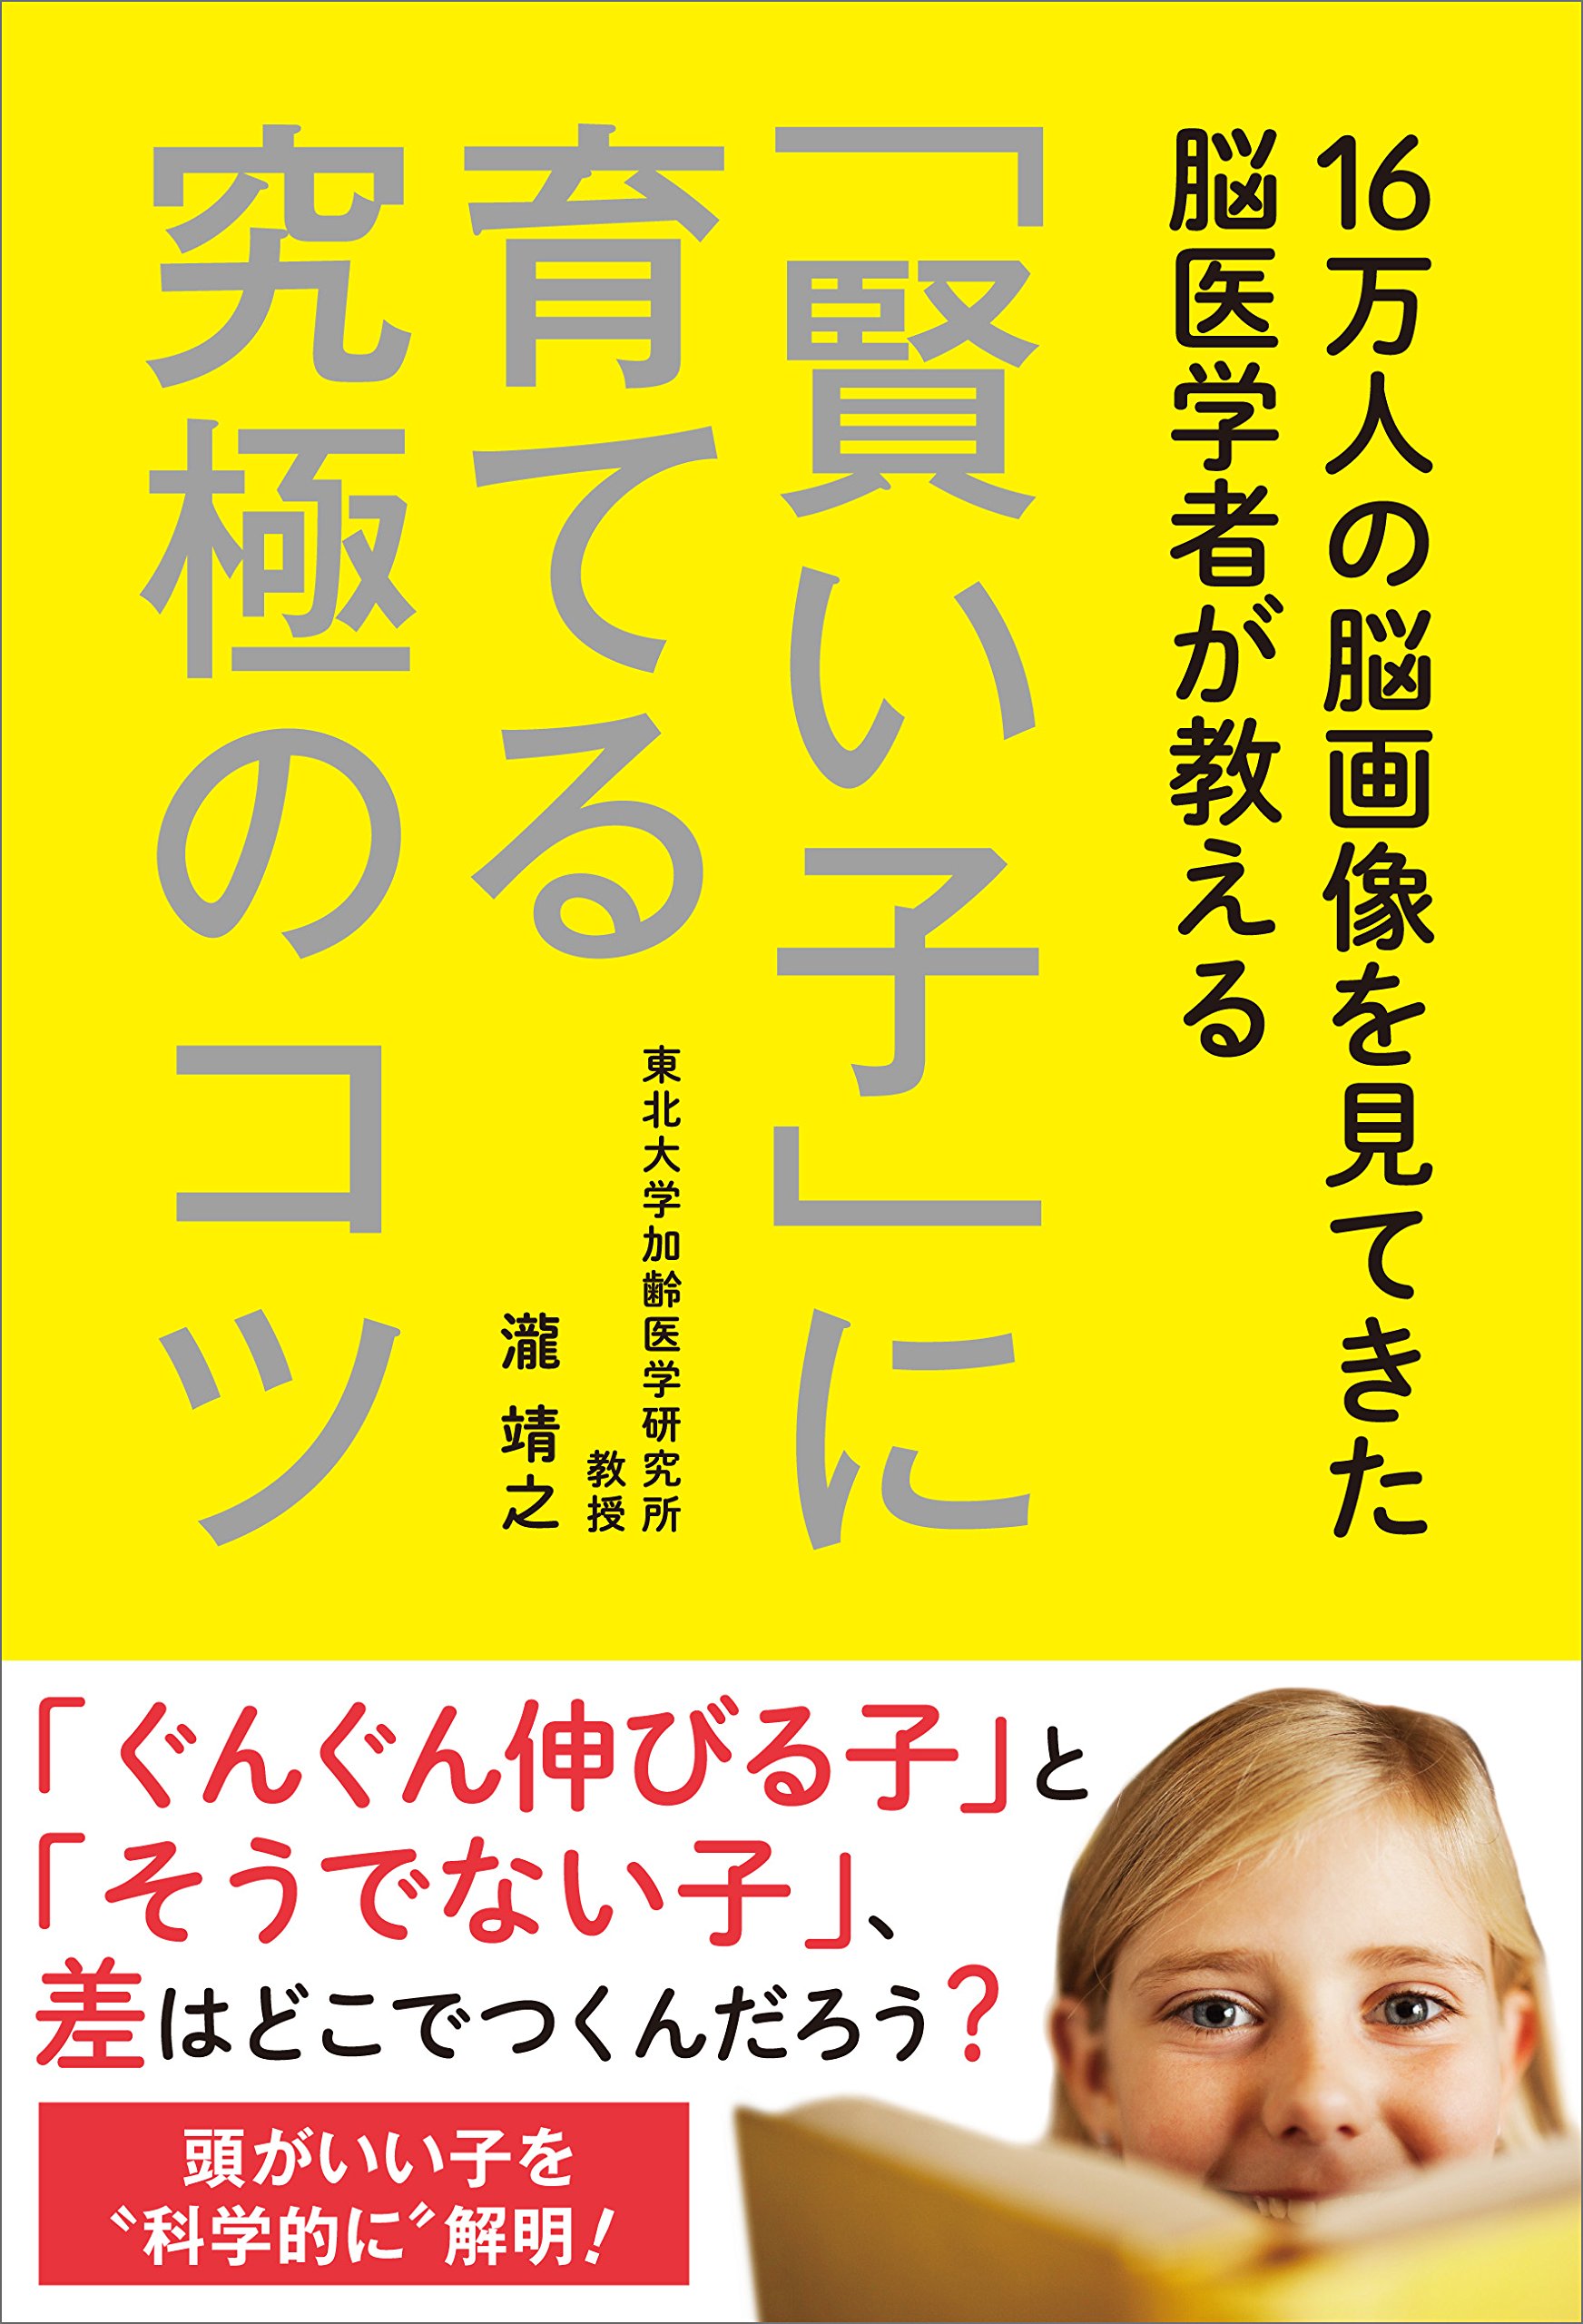 16万人の脳画像を見てきた
脳医学者が教える
「賢い子」に
育てる
究極のコツ
東北大学加齢医学研究所
教授
瀧 靖之
「ぐんぐん伸びる子」と
「そうでない子」、
差はどこでつくんだろう?
頭がいい子を
〝科学的に〟解明!